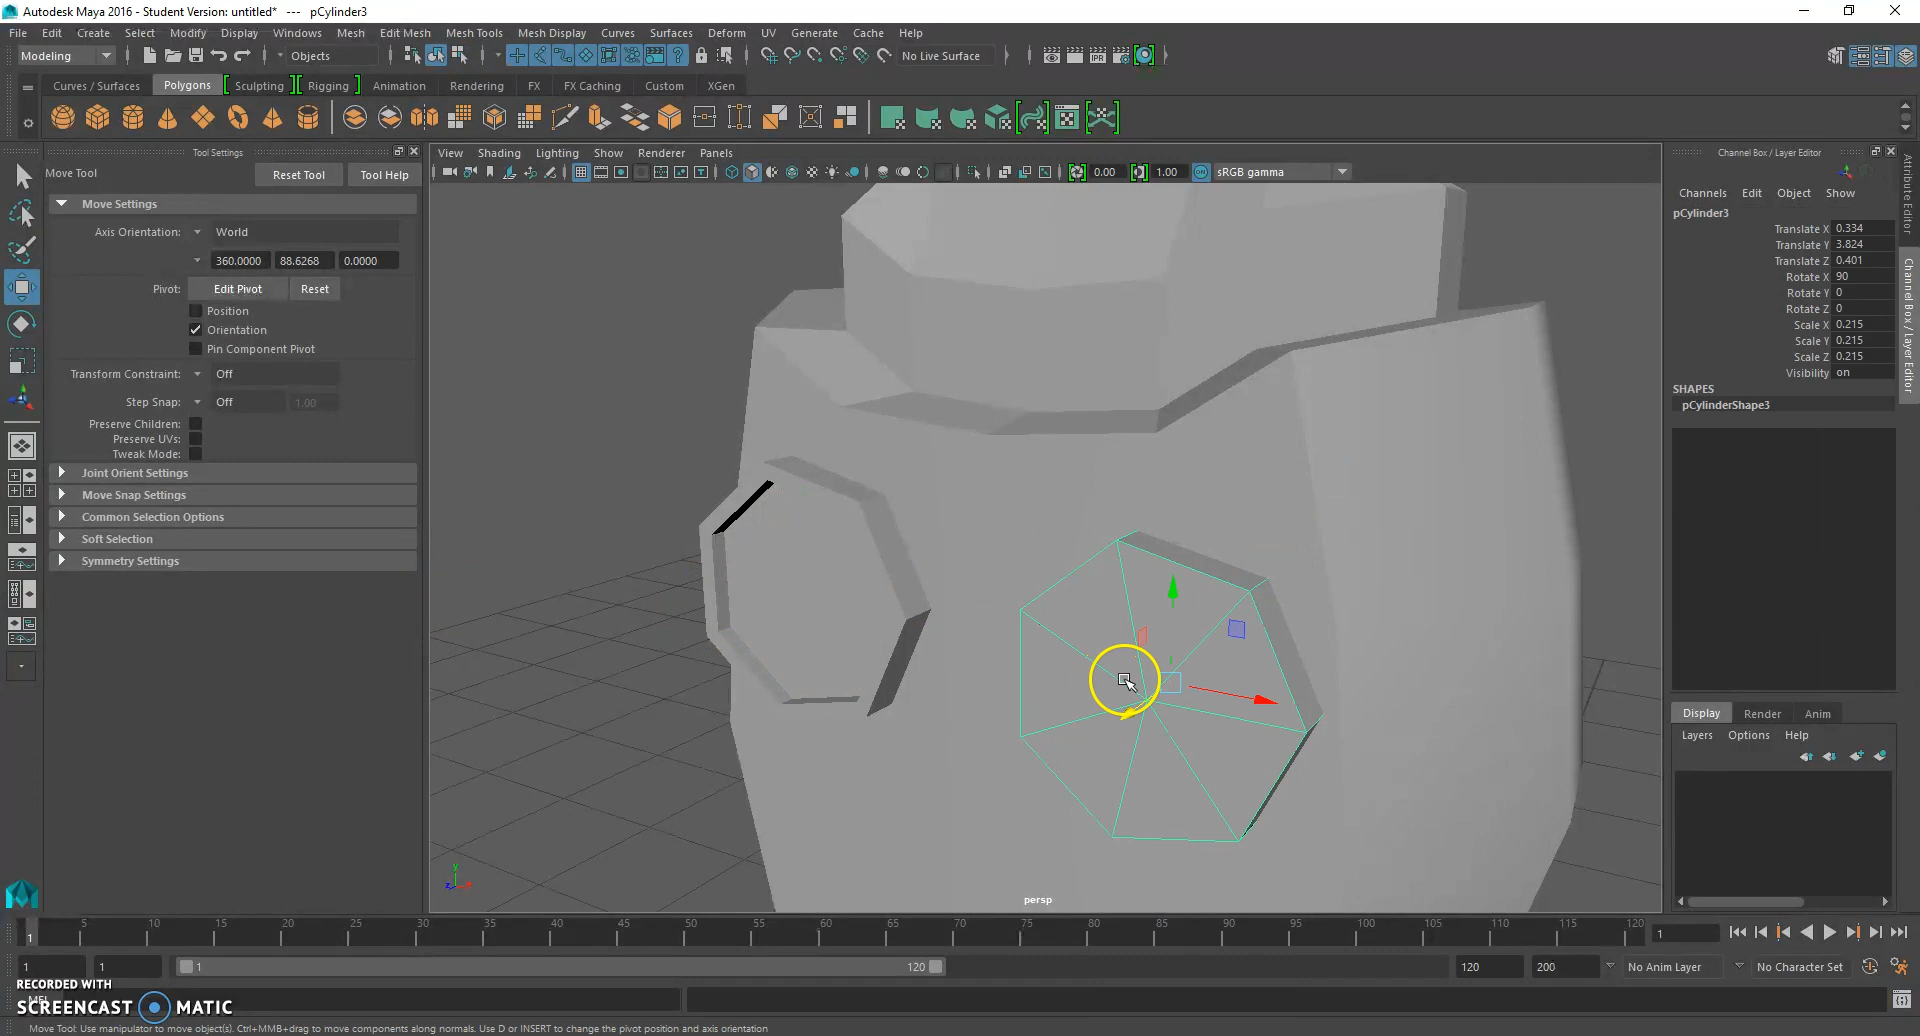 Autodesk Maya 2016 - Student Version: untitled*   ---   pCylinder3
File Edit Create Select Modify Display Windows Mesh Edit Mesh Mesh Tools Mesh Display Curves Surfaces Deform UV Generate Cache Help
Modeling Objects No Live Surface IPR
Curves / Surfaces Polygons Sculpting Rigging Animation Rendering FX FX Caching Custom XGen
Tool Settings
Move Tool Reset Tool Tool Help
Move Settings
Axis Orientation: World
360.0000 88.6268 0.0000
Pivot: Edit Pivot Reset
Position
Orientation
Pin Component Pivot
Transform Constraint: Off
Step Snap: Off 1.00
Preserve Children:
Preserve UVs:
Tweak Mode:
Joint Orient Settings
Move Snap Settings
Common Selection Options
Soft Selection
Symmetry Settings
View Shading Lighting Show Renderer Panels
0.00 1.00 sRGB gamma
y
z x
persp
Channel Box / Layer Editor
Channels Edit Object Show
pCylinder3
Translate X 0.334
Translate Y 3.824
Translate Z 0.401
Rotate X 90
Rotate Y 0
Rotate Z 0
Scale X 0.215
Scale Y 0.215
Scale Z 0.215
Visibility on
SHAPES
pCylinderShape3
Attribute Editor
Channel Box / Layer Editor
Display Render Anim
Layers Options Help
1 5 10 15 20 25 30 35 40 45 50 55 60 65 70 75 80 85 90 95 100 105 110 115 120 1
1 1 1 120 120 200 No Anim Layer No Character Set
RECORDED WITH
SCREENCAST MATIC
MEL
Move Tool: Use manipulator to move object(s). Ctrl+MMB+drag to move components along normals. Use D or INSERT to change the pivot position and axis orientation